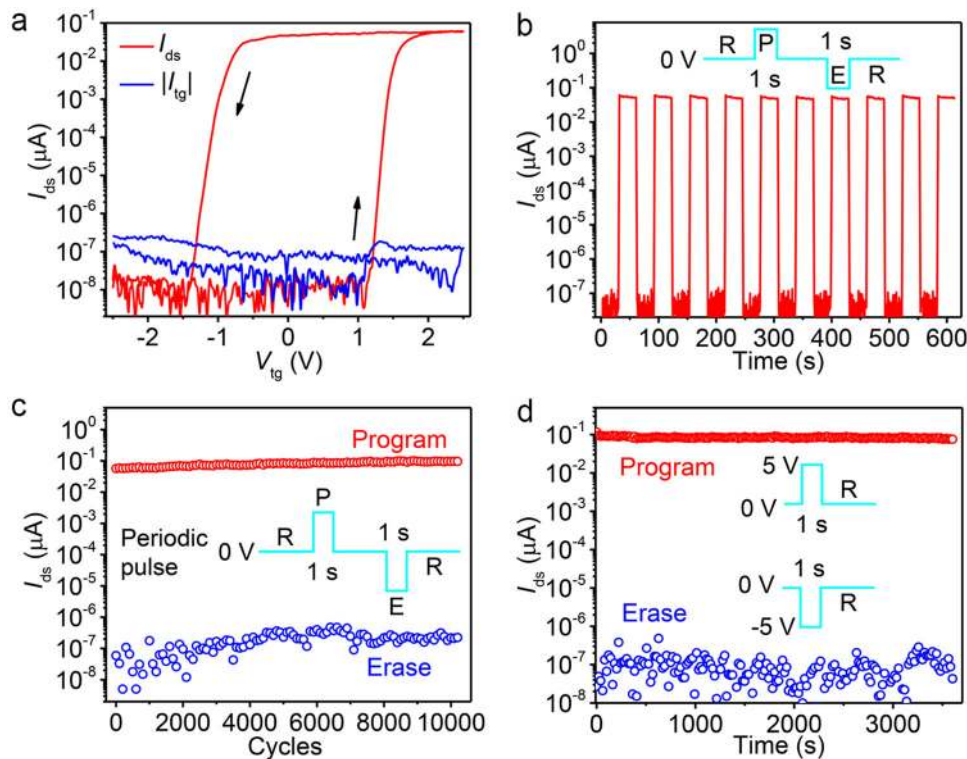 a
I_ds
|I_tg|
I_ds (μA)
10^-1
10^-2
10^-3
10^-4
10^-5
10^-6
10^-7
10^-8
-2 -1 0 1 2
V_tg (V)
b
0 V R P 1 s
1 s E R
I_ds (μA)
10^0
10^-1
10^-2
10^-3
10^-4
10^-5
10^-6
10^-7
0 100 200 300 400 500 600
Time (s)
c
I_ds (μA)
10^0
10^-1
10^-2
10^-3
10^-4
10^-5
10^-6
10^-7
10^-8
Program
Periodic
pulse
0 V R P 1 s
1 s E R
Erase
0 2000 4000 6000 8000 10000
Cycles
d
I_ds (μA)
10^0
10^-1
10^-2
10^-3
10^-4
10^-5
10^-6
10^-7
10^-8
Program
5 V
0 V R
1 s
0 V 1 s
R
-5 V
Erase
0 1000 2000 3000
Time (s)